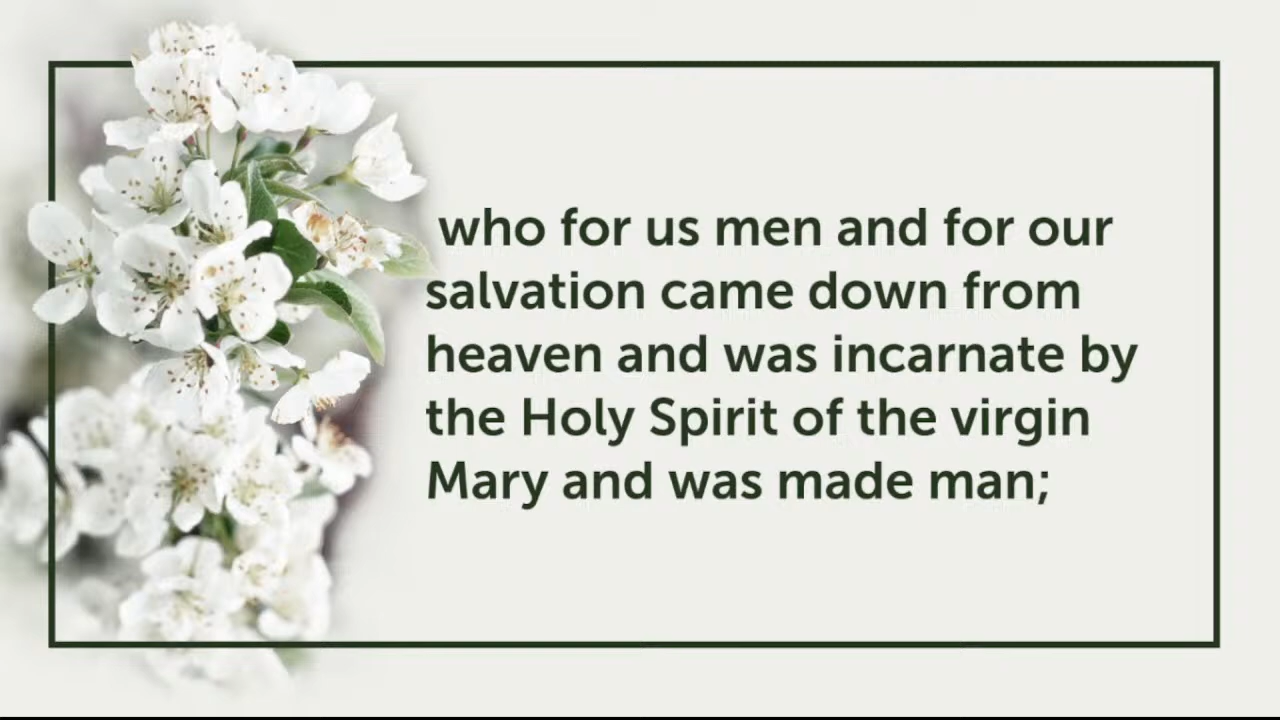 who for us men and for our
salvation came down from
heaven and was incarnate by
the Holy Spirit of the virgin
Mary and was made man;